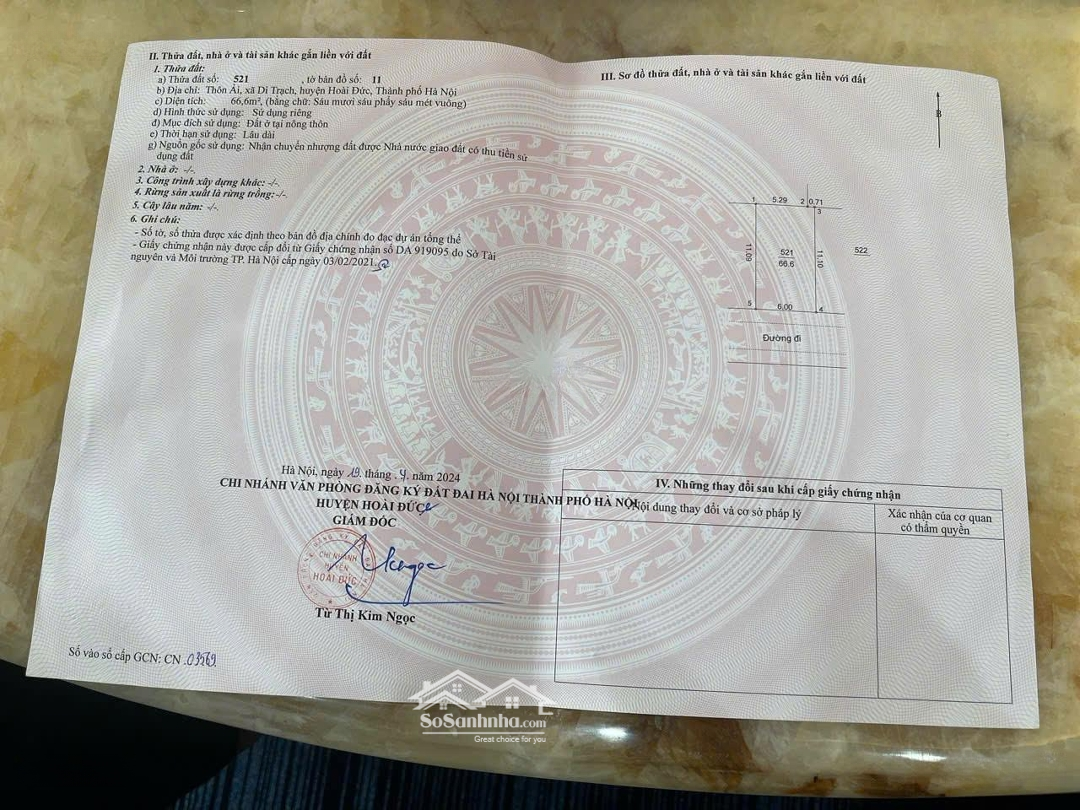 II. Thửa đất, nhà ở và tài sản khác gắn liền với đất
1. Thửa đất:
a) Thửa đất số: 521 , tờ bản đồ số: 11
b) Địa chỉ: Thôn Ải, xã Di Trạch, huyện Hoài Đức, Thành phố Hà Nội
c) Diện tích: 66,6m², (bằng chữ: Sáu mươi sáu phẩy sáu mét vuông)
d) Hình thức sử dụng: Sử dụng riêng
đ) Mục đích sử dụng: Đất ở tại nông thôn
e) Thời hạn sử dụng: Lâu dài
g) Nguồn gốc sử dụng: Nhận chuyển nhượng đất được Nhà nước giao đất có thu tiền sử
dụng đất
2. Nhà ở: -/-
3. Công trình xây dựng khác: -/-
4. Rừng sản xuất là rừng trồng: -/-
5. Cây lâu năm: -/-
6. Ghi chú:
- Số tờ, số thửa được xác định theo bản đồ địa chính đo đạc dự án tổng thể
- Giấy chứng nhận này được cấp đổi từ Giấy chứng nhận số DA 919095 do Sở Tài
nguyên và Môi trường TP. Hà Nội cấp ngày 03/02/2021.
Hà Nội, ngày 19 tháng 4 năm 2024
CHI NHÁNH VĂN PHÒNG ĐĂNG KÝ ĐẤT ĐAI HÀ NỘI THÀNH PHỐ HÀ NỘI
HUYỆN HOÀI ĐỨC
GIÁM ĐỐC
CHI NHÁNH
HUYỆN
HOÀI ĐỨC
Từ Thị Kim Ngọc
Số vào sổ cấp GCN: CN 03569
III. Sơ đồ thửa đất, nhà ở và tài sản khác gắn liền với đất
B
1 5.29 2 0.71
3
11.09
521
66.6
11.10
522
5 6.00 4
Đường đi
IV. Những thay đổi sau khi cấp giấy chứng nhận
Nội dung thay đổi và cơ sở pháp lý
Xác nhận của cơ quan
có thẩm quyền
SoSanhnha.com
Great choice for you